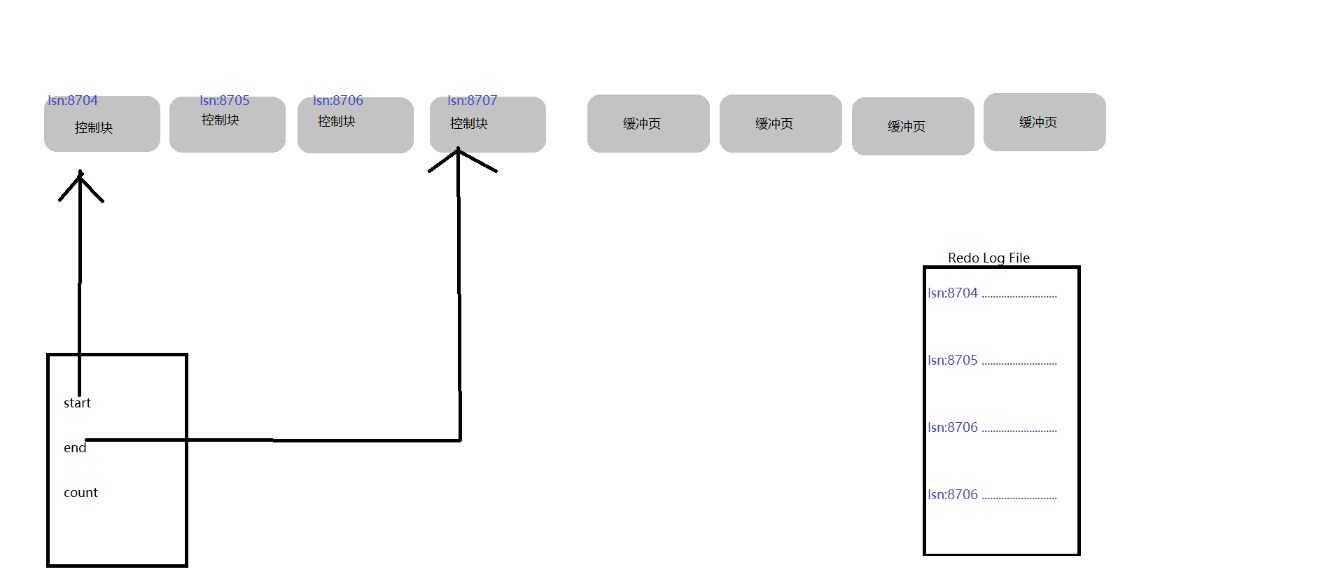 lsn:8704
lsn:8705
lsn:8706
lsn:8707
控制块
控制块
控制块
控制块
缓冲页
缓冲页
缓冲页
缓冲页
Redo Log File
lsn:8704 ...........................
lsn:8705 ...........................
lsn:8706 ...........................
lsn:8706 ...........................
start
end
count